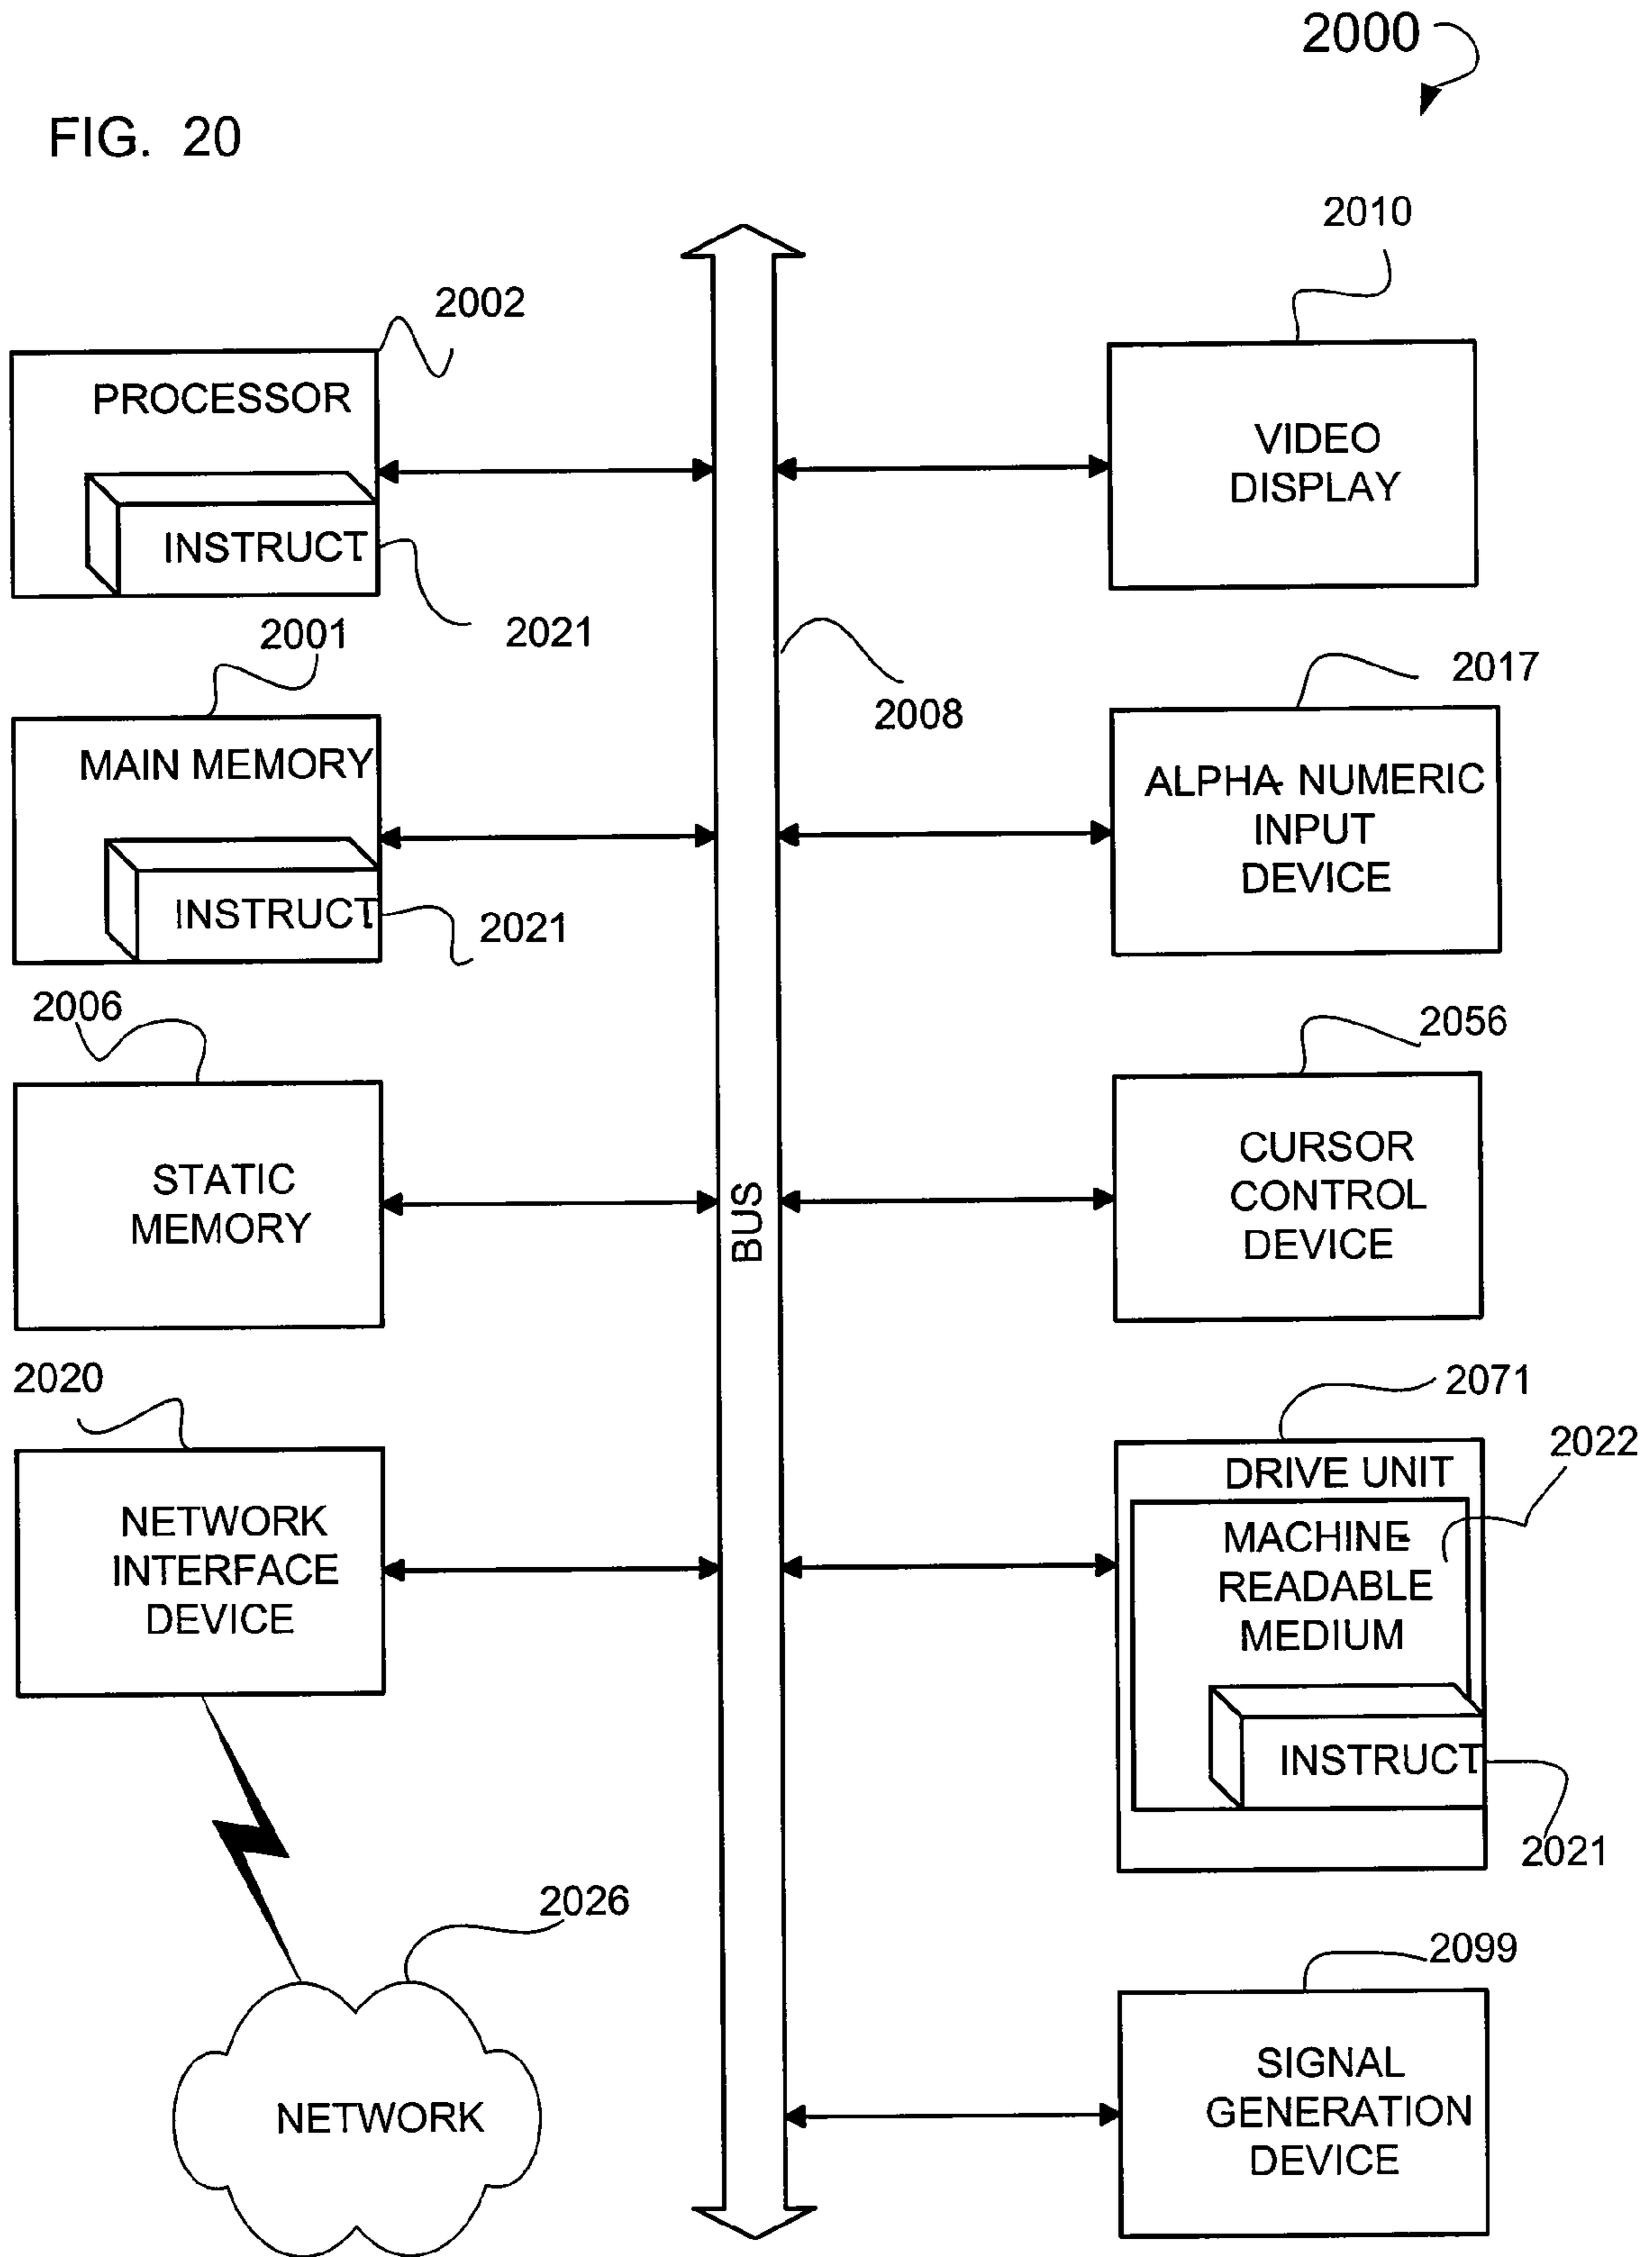 2000
FIG. 20
2010
2002
PROCESSOR
INSTRUCT
2021
VIDEO
DISPLAY
2001
MAIN MEMORY
INSTRUCT
2021
2008
2017
ALPHA- NUMERIC
INPUT
DEVICE
2006
STATIC
MEMORY
BUS
2056
CURSOR
CONTROL
DEVICE
2020
NETWORK
INTERFACE
DEVICE
2071
2022
DRIVE UNIT
MACHINE-
READABLE
MEDIUM
INSTRUCT
2021
2026
NETWORK
2099
SIGNAL
GENERATION
DEVICE